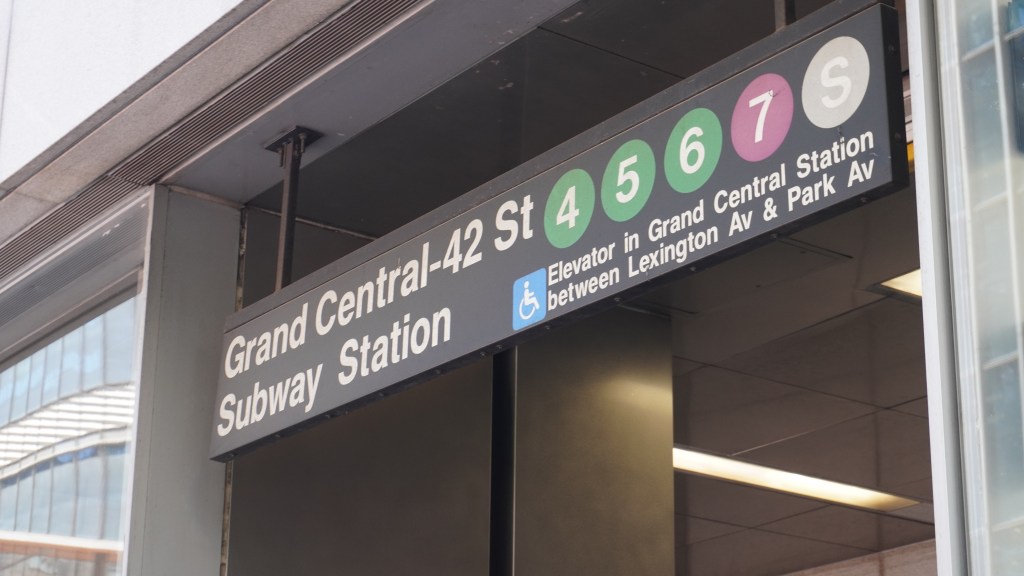 Grand Central-42 St 4 5 6 7 S
Subway Station
Elevator in Grand Central Station
between Lexington Av & Park Av